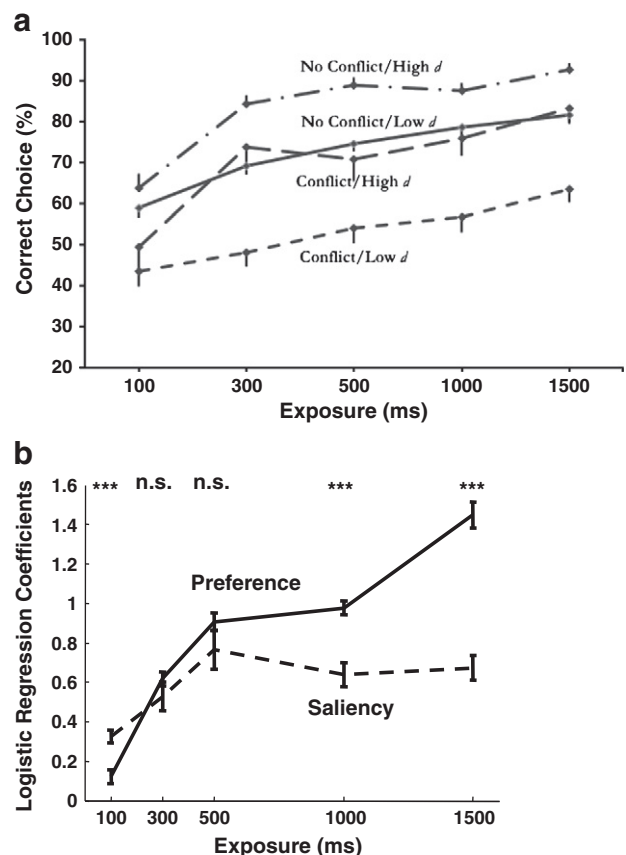 a
Correct Choice (%)
100
90
80
70
60
50
40
30
20
No Conflict/High d
No Conflict/Low d
Conflict/High d
Conflict/Low d
100 300 500 1000 1500
Exposure (ms)
b
Logistic Regression Coefficients
*** n.s. n.s. *** ***
1.6
1.4
1.2
1
0.8
0.6
0.4
0.2
0
Preference
Saliency
100 300 500 1000 1500
Exposure (ms)